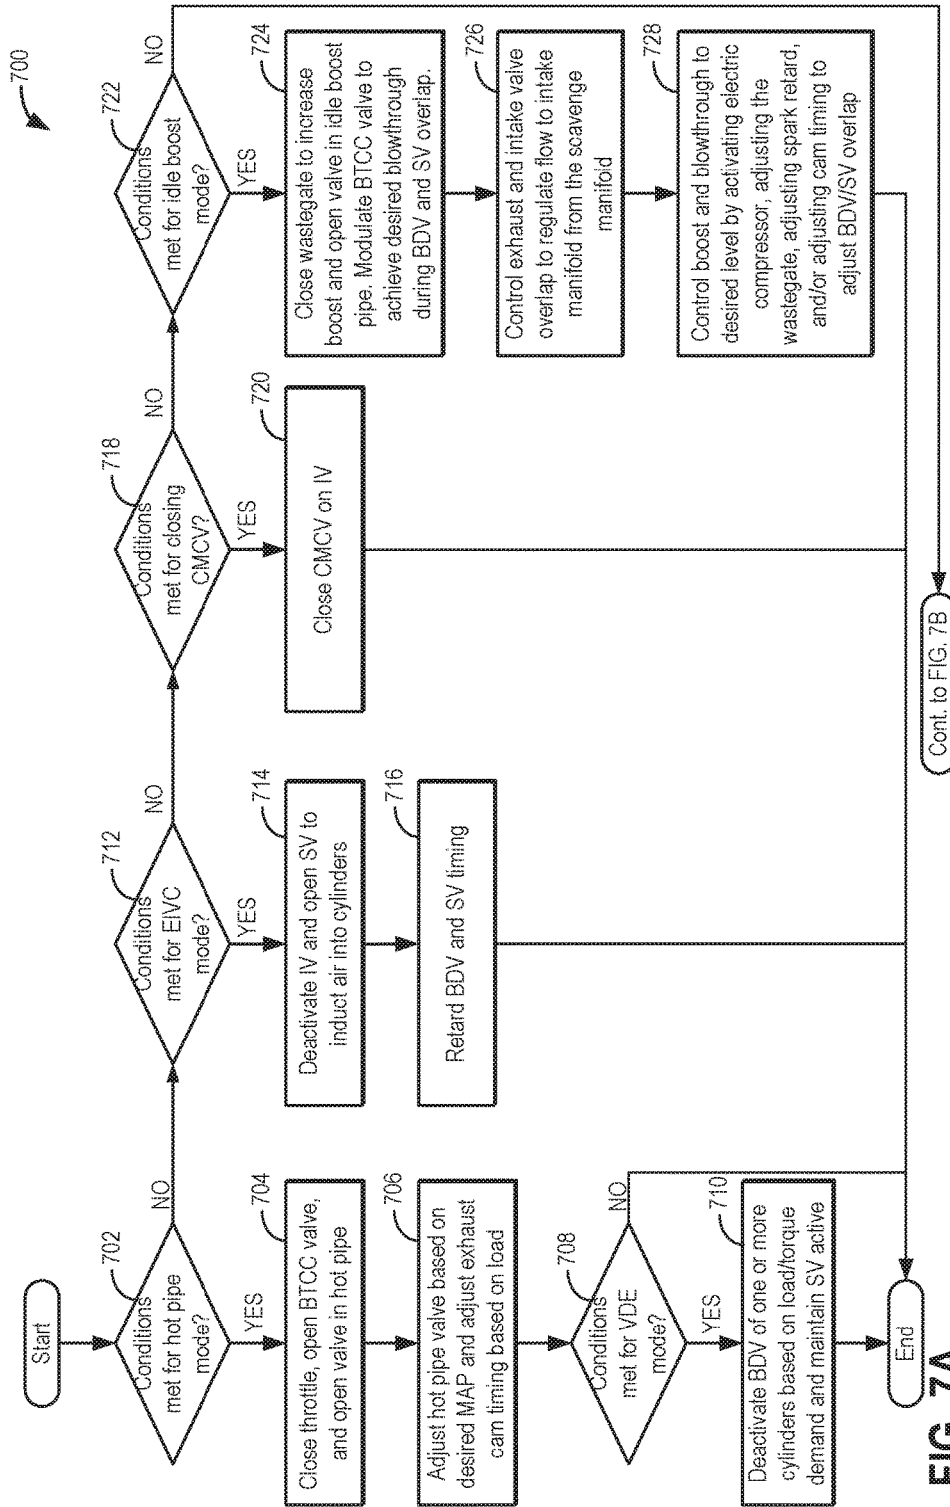 700
Start
702
Conditions
met for hot pipe
mode?
NO
YES
704
Close throttle, open BTCC valve,
and open valve in hot pipe
706
Adjust hot pipe valve based on
desired MAP and adjust exhaust
cam timing based on load
708
Conditions
met for VDE
mode?
NO
YES
710
Deactivate BDV of one or more
cylinders based on load/torque
demand and maintain SV active
End
712
Conditions
met for EIVC
mode?
NO
YES
714
Deactivate IV and open SV to
induct air into cylinders
716
Retard BDV and SV timing
718
Conditions
met for closing
CMCV?
NO
YES
720
Close CMCV on IV
722
Conditions
met for idle boost
mode?
NO
YES
724
Close wastegate to increase
boost and open valve in idle boost
pipe. Modulate BTCC valve to
achieve desired blowthrough
during BDV and SV overlap.
726
Control exhaust and intake valve
overlap to regulate flow to intake
manifold from the scavenge
manifold
728
Control boost and blowthrough to
desired level by activating electric
compressor, adjusting the
wastegate, adjusting spark retard,
and/or adjusting cam timing to
adjust BDV/SV overlap
Cont. to FIG. 7B
FIG. 7A